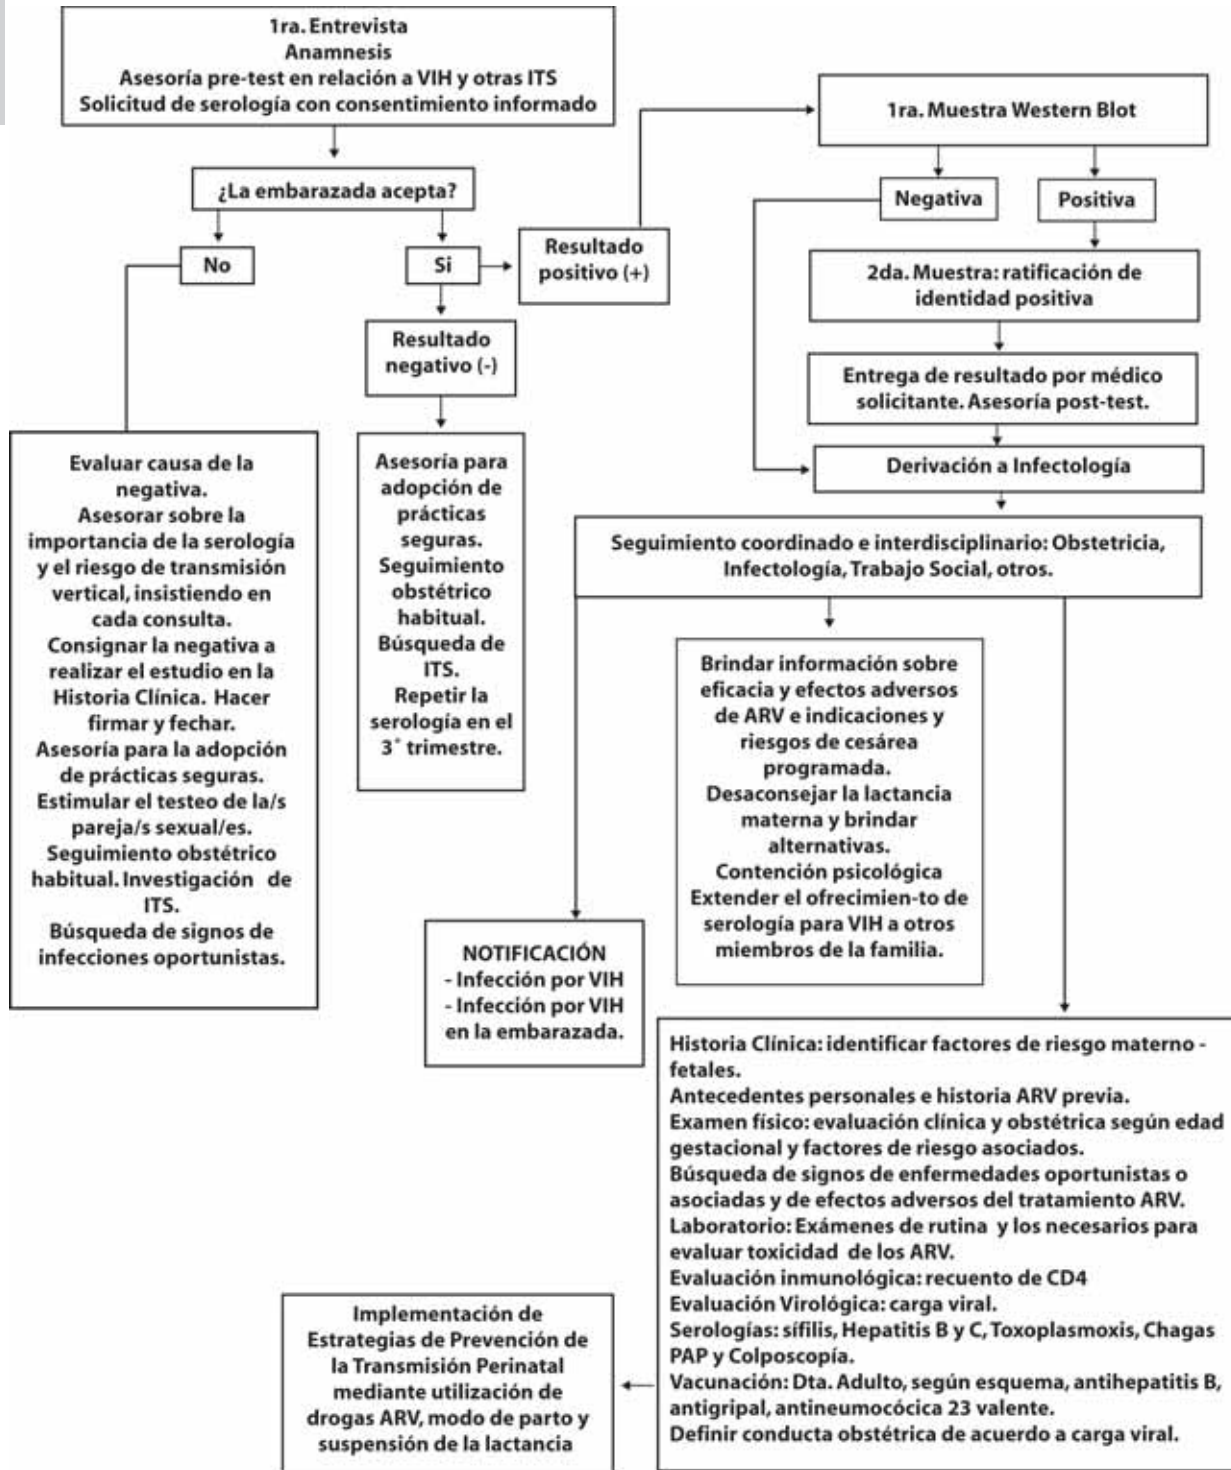 1ra. Entrevista
Anamnesis
Asesoría pre-test en relación a VIH y otras ITS
Solicitud de serología con consentimiento informado
¿La embarazada acepta?
No
Si
Resultado
positivo (+)
Resultado
negativo (-)
1ra. Muestra Western Blot
Negativa
Positiva
2da. Muestra: ratificación de
identidad positiva
Entrega de resultado por médico
solicitante. Asesoría post-test.
Derivación a Infectología
Evaluar causa de la
negativa.
Asesorar sobre la
importancia de la serología
y el riesgo de transmisión
vertical, insistiendo en
cada consulta.
Consignar la negativa a
realizar el estudio en la
Historia Clínica. Hacer
firmar y fechar.
Asesoría para la adopción
de prácticas seguras.
Estimular el testeo de la/s
pareja/s sexual/es.
Seguimiento obstétrico
habitual. Investigación de
ITS.
Búsqueda de signos de
infecciones oportunistas.
Asesoría para
adopción de
prácticas
seguras.
Seguimiento
obstétrico
habitual.
Búsqueda de
ITS.
Repetir la
serología en el
3˚ trimestre.
Seguimiento coordinado e interdisciplinario: Obstetricia,
Infectología, Trabajo Social, otros.
Brindar información sobre
eficacia y efectos adversos
de ARV e indicaciones y
riesgos de cesárea
programada.
Desaconsejar la lactancia
materna y brindar
alternativas.
Contención psicológica
Extender el ofrecimien-to de
serología para VIH a otros
miembros de la familia.
NOTIFICACIÓN
- Infección por VIH
- Infección por VIH
en la embarazada.
Historia Clínica: identificar factores de riesgo materno -
fetales.
Antecedentes personales e historia ARV previa.
Examen físico: evaluación clínica y obstétrica según edad
gestacional y factores de riesgo asociados.
Búsqueda de signos de enfermedades oportunistas o
asociadas y de efectos adversos del tratamiento ARV.
Laboratorio: Exámenes de rutina y los necesarios para
evaluar toxicidad de los ARV.
Evaluación inmunológica: recuento de CD4
Evaluación Virológica: carga viral.
Serologías: sífilis, Hepatitis B y C, Toxoplasmoxis, Chagas
PAP y Colposcopía.
Vacunación: Dta. Adulto, según esquema, antihepatitis B,
antigripal, antineumocócica 23 valente.
Definir conducta obstétrica de acuerdo a carga viral.
Implementación de
Estrategias de Prevención de
la Transmisión Perinatal
mediante utilización de
drogas ARV, modo de parto y
suspensión de la lactancia